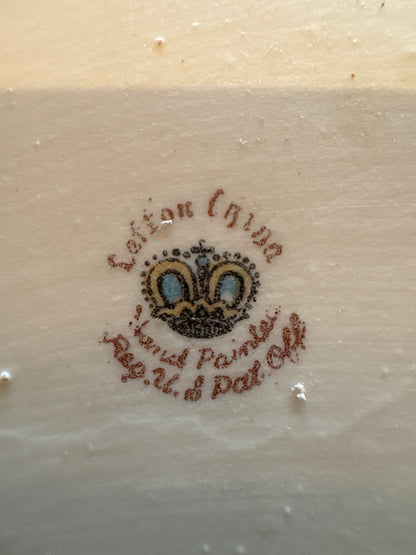 Lefton China
Hand Painted
Reg. U.S Pat. Off.